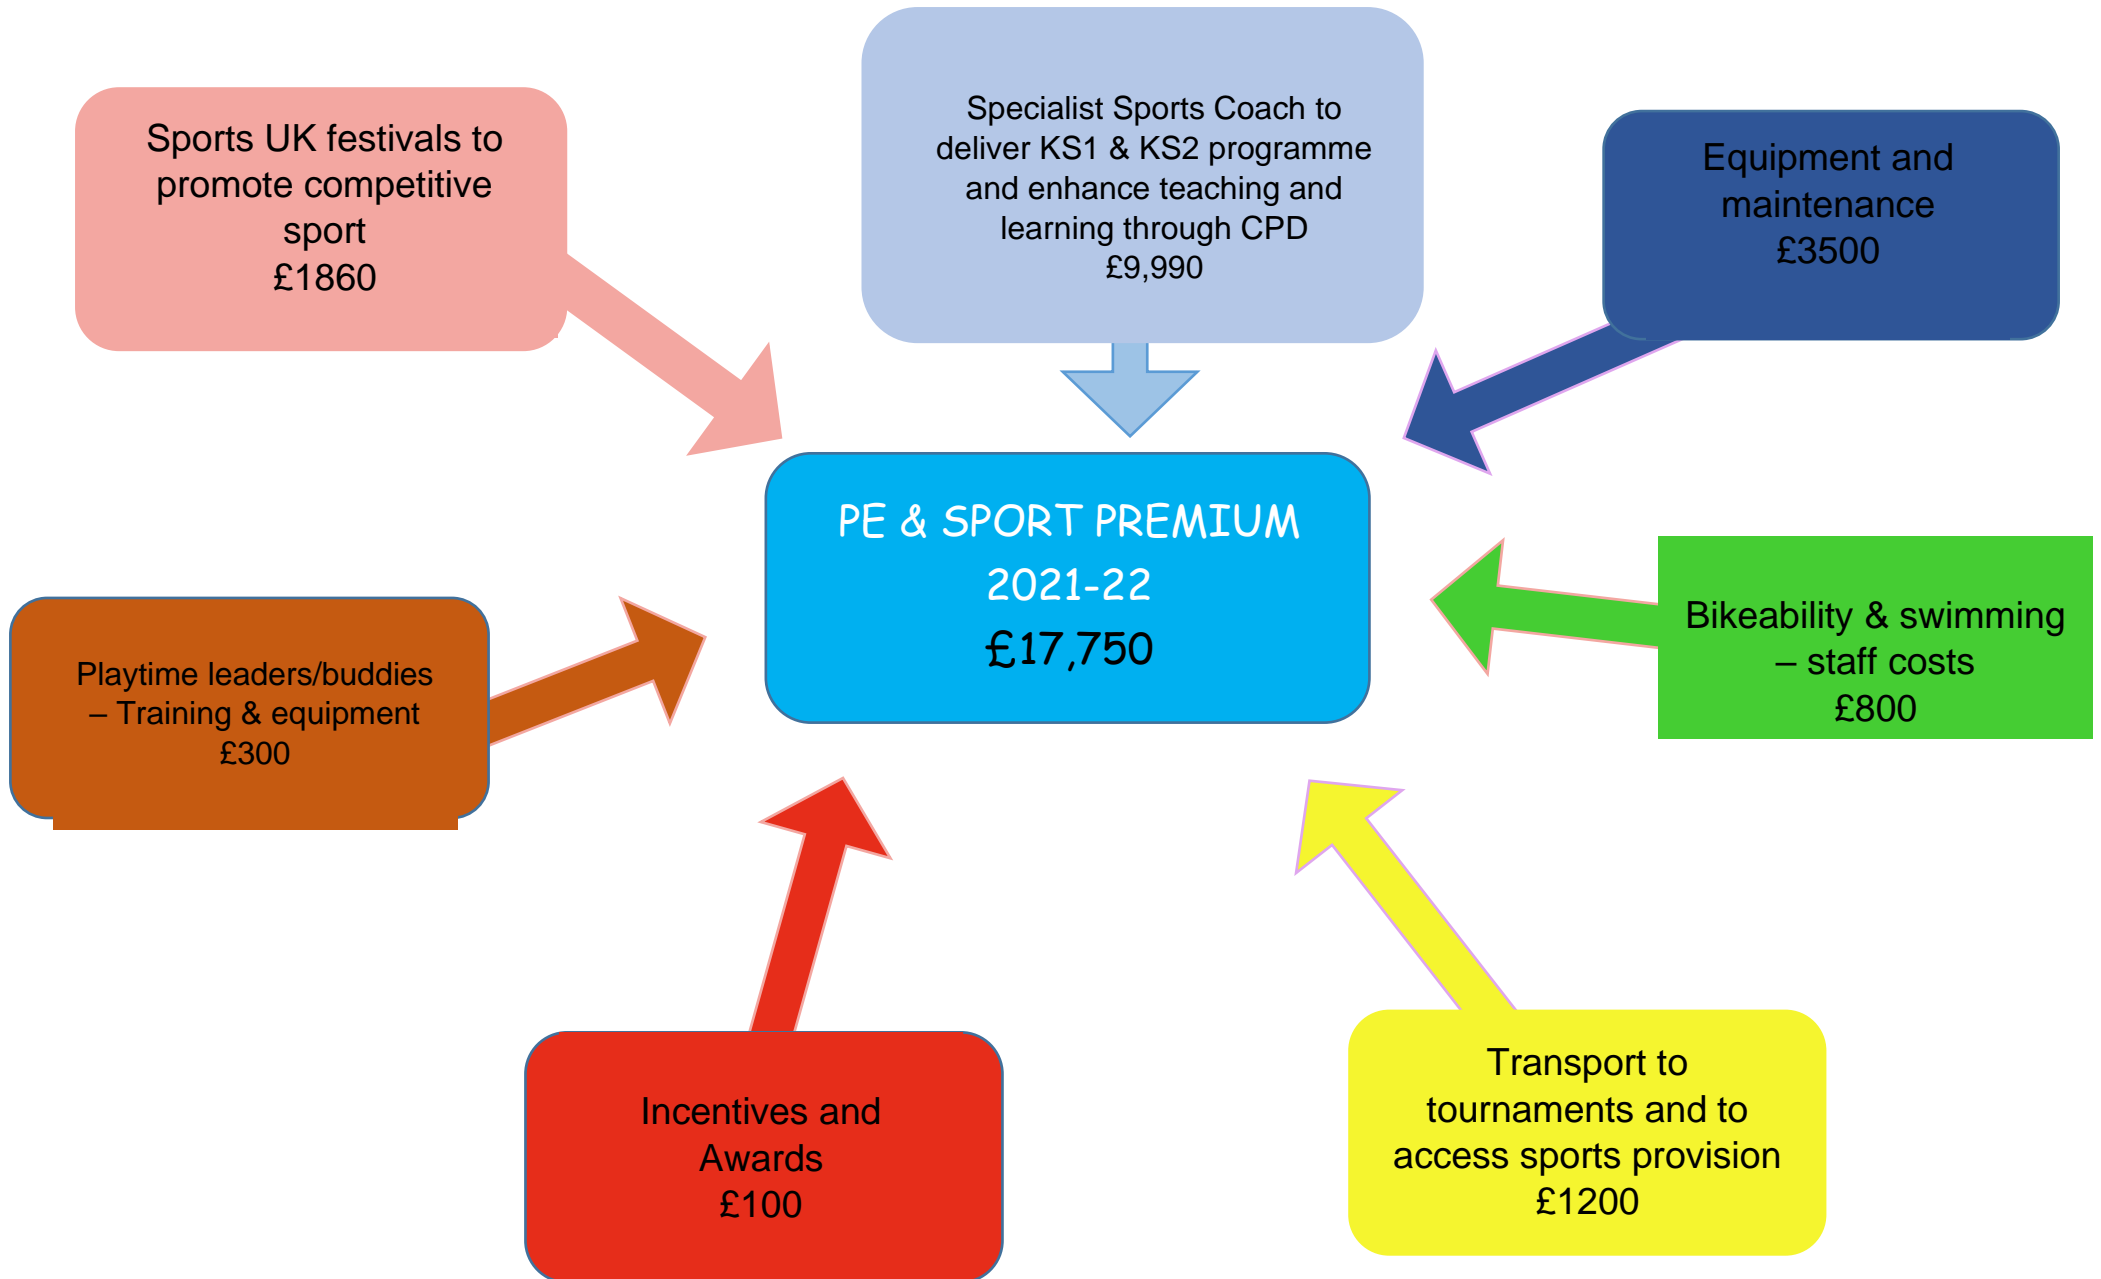 Sports UK festivals to
promote competitive
sport
£1860
Specialist Sports Coach to
deliver KS1 & KS2 programme
and enhance teaching and
learning through CPD
£9,990
Equipment and
maintenance
£3500
PE & SPORT PREMIUM
2021-22
£17,750
Bikeability & swimming
– staff costs
£800
Playtime leaders/buddies
– Training & equipment
£300
Incentives and
Awards
£100
Transport to
tournaments and to
access sports provision
£1200